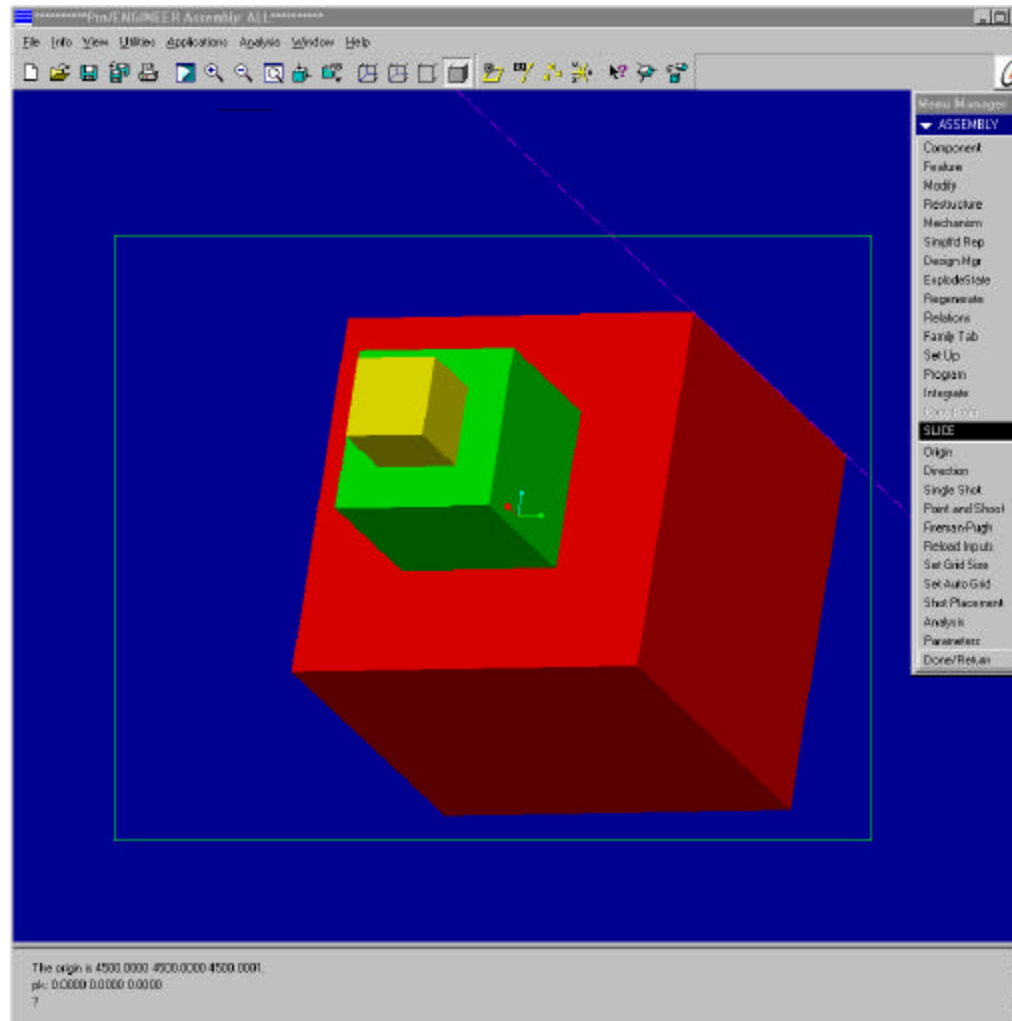 **********Pro/ENGINEER Assembly: ALL**********
File Info View Utilities Applications Analysis Window Help
Menu Manager
ASSEMBLY
Component
Feature
Modify
Restructure
Mechanism
Simplfd Rep
Design Mgr
ExplodeState
Regenerate
Relations
Family Tab
Set Up
Program
Integrate
SLICE
Origin
Direction
Single Shot
Point and Shoot
Fireman-Pugh
Reload Inputs
Set Grid Size
Set Auto Grid
Shot Placement
Analysis
Parameters
Done/Return
The origin is 4500.0000 4500.0000 4500.0001.
pk: 0.0000 0.0000 0.0000
?